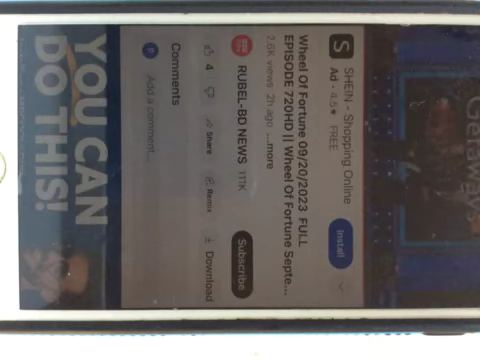 Getaways
S
SHEIN - Shopping Online
Ad · 4.5★ FREE
Install
Wheel Of Fortune 09/20/2023 FULL
EPISODE 720HD || Wheel Of Fortune Septe...
2.6K views 2h ago ...more
RUBEL-BD NEWS 111K
Subscribe
4 Share Remix Download
Comments
Add a comment...
YOU CAN
DO THIS!